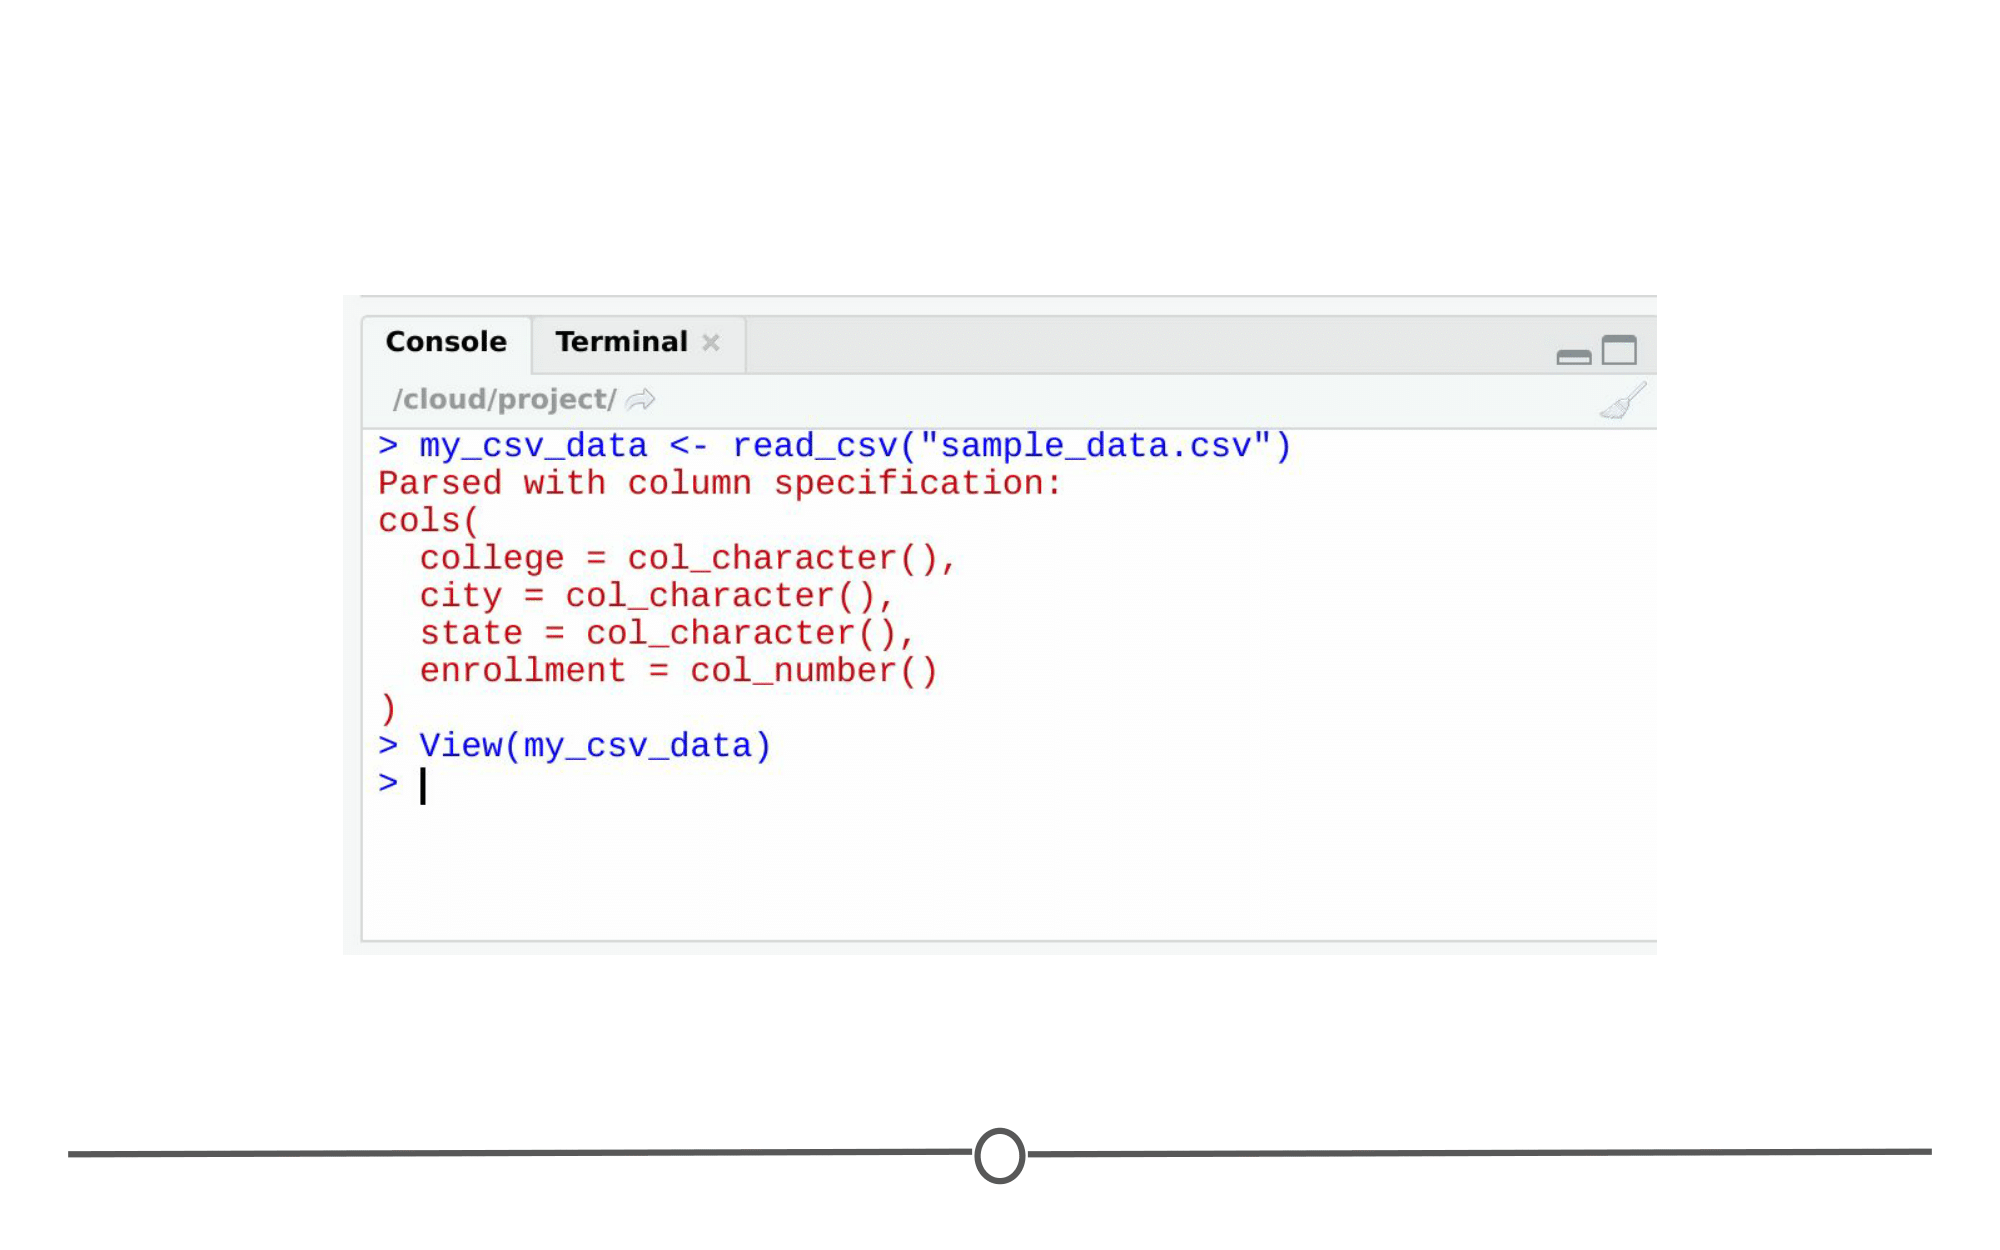 Console Terminal
/cloud/project/
> my_csv_data <- read_csv("sample_data.csv")
Parsed with column specification:
cols(
  college = col_character(),
  city = col_character(),
  state = col_character(),
  enrollment = col_number()
)
> View(my_csv_data)
>